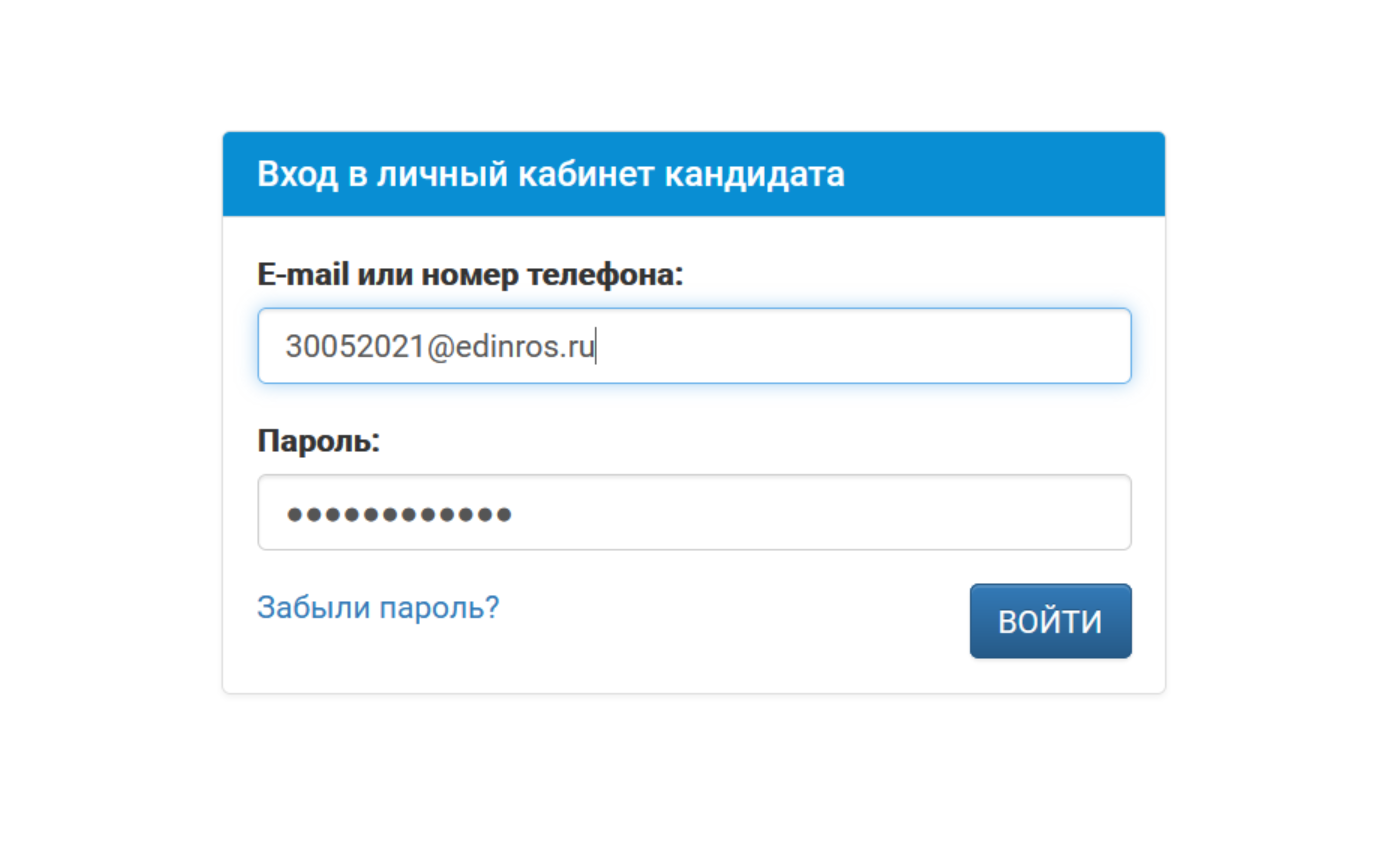 Вход в личный кабинет кандидата
E-mail или номер телефона:
30052021@edinros.ru
Пароль:
●●●●●●●●●●●●
Забыли пароль?
ВОЙТИ